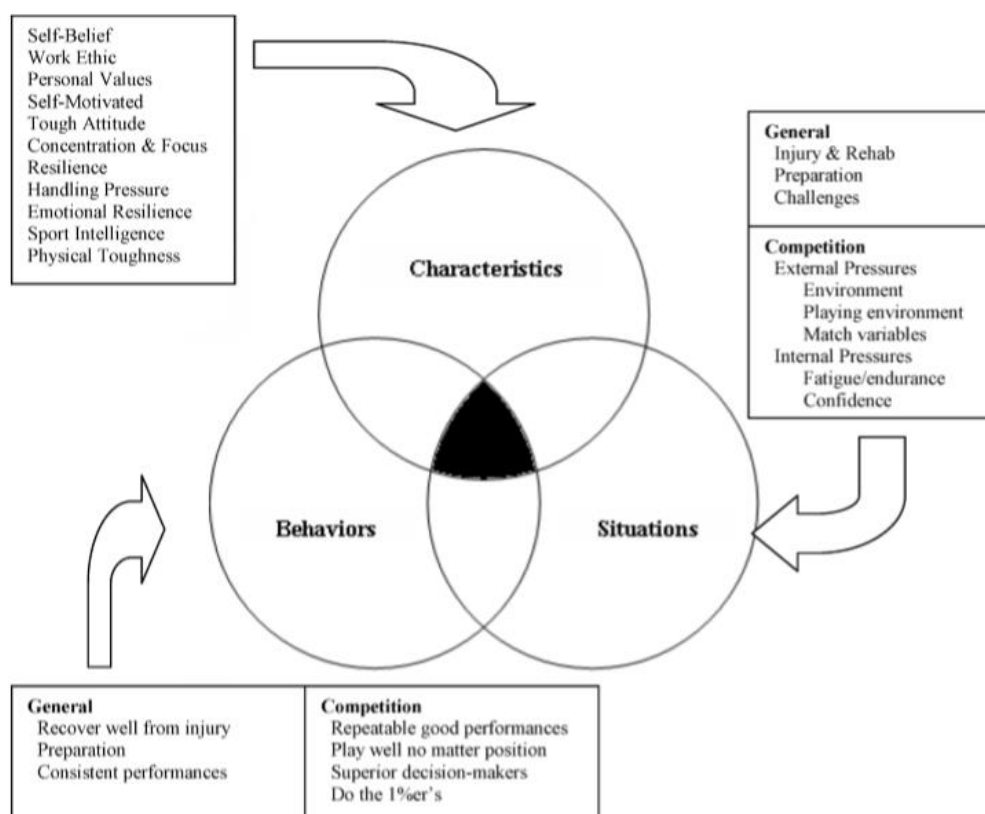 Self-Belief
Work Ethic
Personal Values
Self-Motivated
Tough Attitude
Concentration & Focus
Resilience
Handling Pressure
Emotional Resilience
Sport Intelligence
Physical Toughness
General
Injury & Rehab
Preparation
Challenges
Competition
External Pressures
Environment
Playing environment
Match variables
Internal Pressures
Fatigue/endurance
Confidence
Characteristics
Behaviors
Situations
General
Recover well from injury
Preparation
Consistent performances
Competition
Repeatable good performances
Play well no matter position
Superior decision-makers
Do the 1%er's